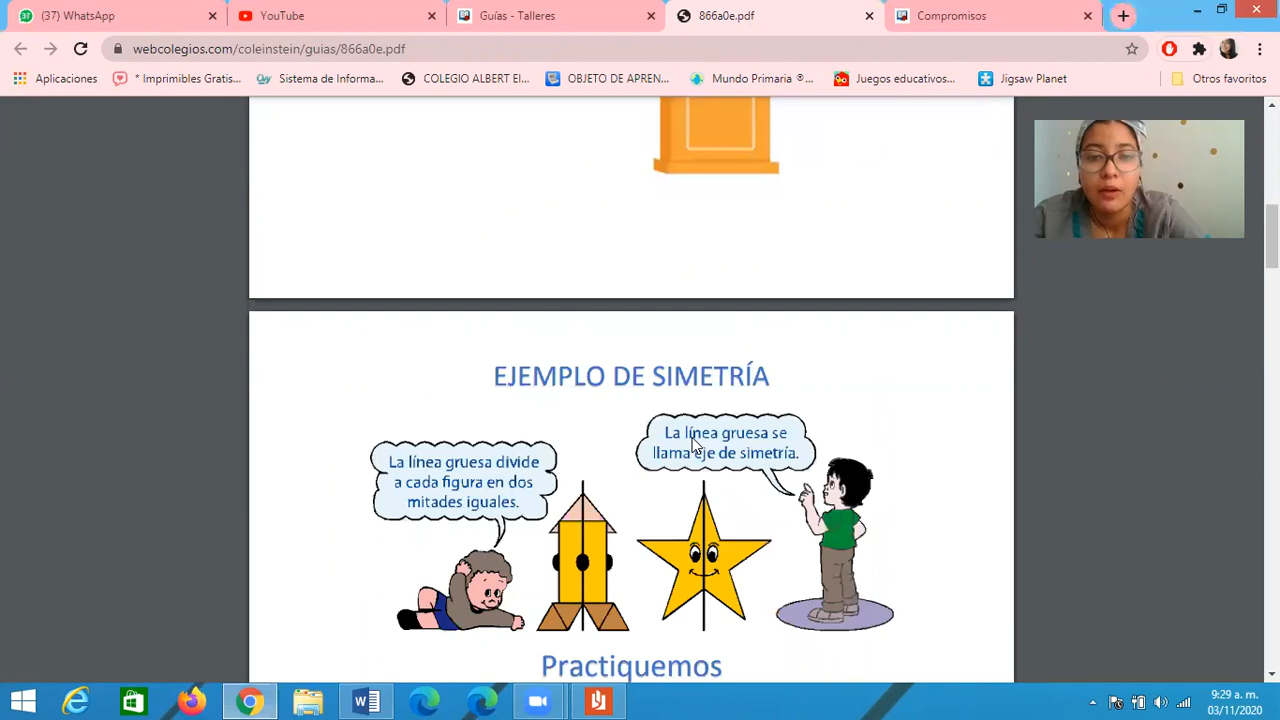 (37) WhatsApp
YouTube
Guías - Talleres
866a0e.pdf
Compromisos
webcolegios.com/coleinstein/guias/866a0e.pdf
Aplicaciones
* Imprimibles Gratis...
Sistema de Informa...
COLEGIO ALBERT EI...
OBJETO DE APREN...
Mundo Primaria ®...
Juegos educativos...
Jigsaw Planet
Otros favoritos
EJEMPLO DE SIMETRÍA
La línea gruesa divide
a cada figura en dos
mitades iguales.
La línea gruesa se
llama eje de simetría.
Practiquemos
9:29 a. m.
03/11/2020